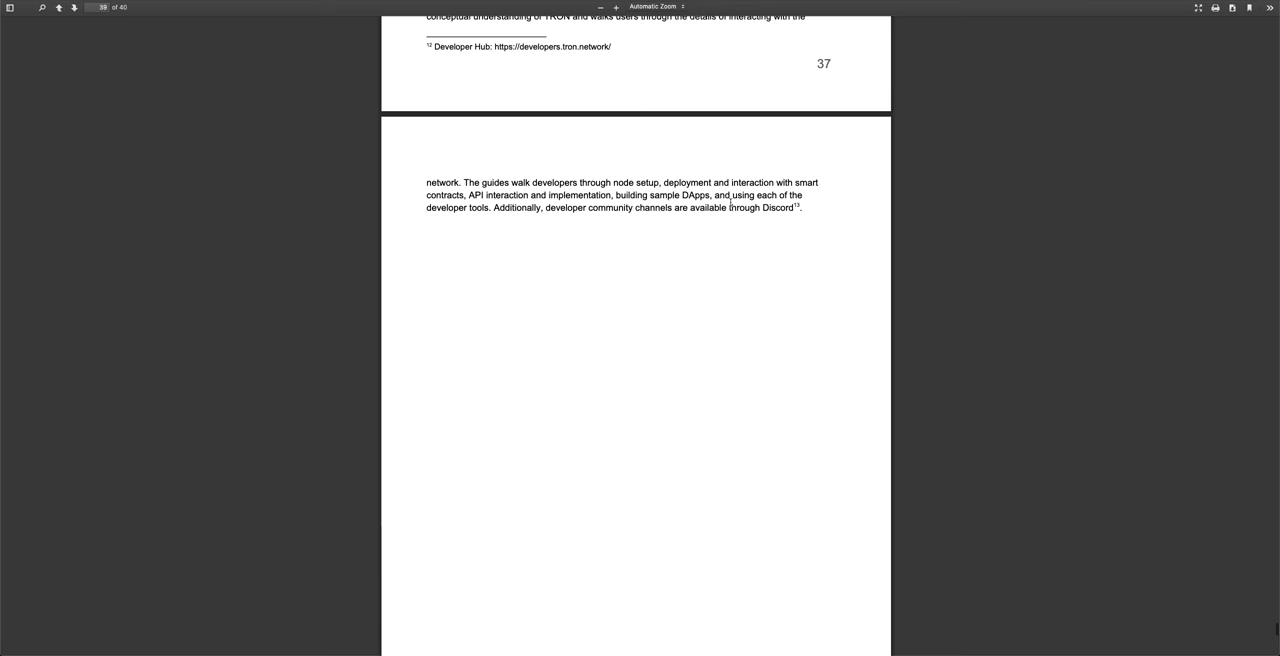 39 of 40
Automatic Zoom
conceptual understanding of TRON and walks users through the details of interacting with the
12 Developer Hub: https://developers.tron.network/
37
network. The guides walk developers through node setup, deployment and interaction with smart
contracts, API interaction and implementation, building sample DApps, and using each of the
developer tools. Additionally, developer community channels are available through Discord13.